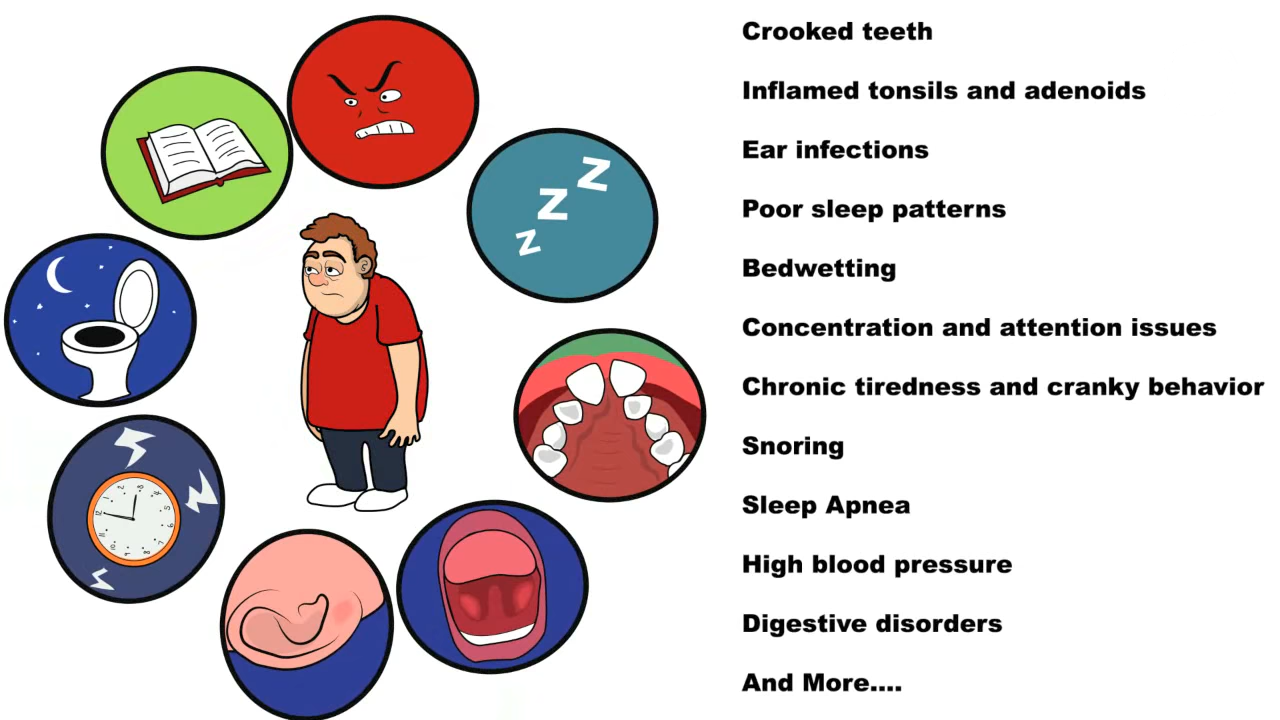 Crooked teeth
Inflamed tonsils and adenoids
Ear infections
Poor sleep patterns
Bedwetting
Concentration and attention issues
Chronic tiredness and cranky behavior
Snoring
Sleep Apnea
High blood pressure
Digestive disorders
And More....
z
z
z